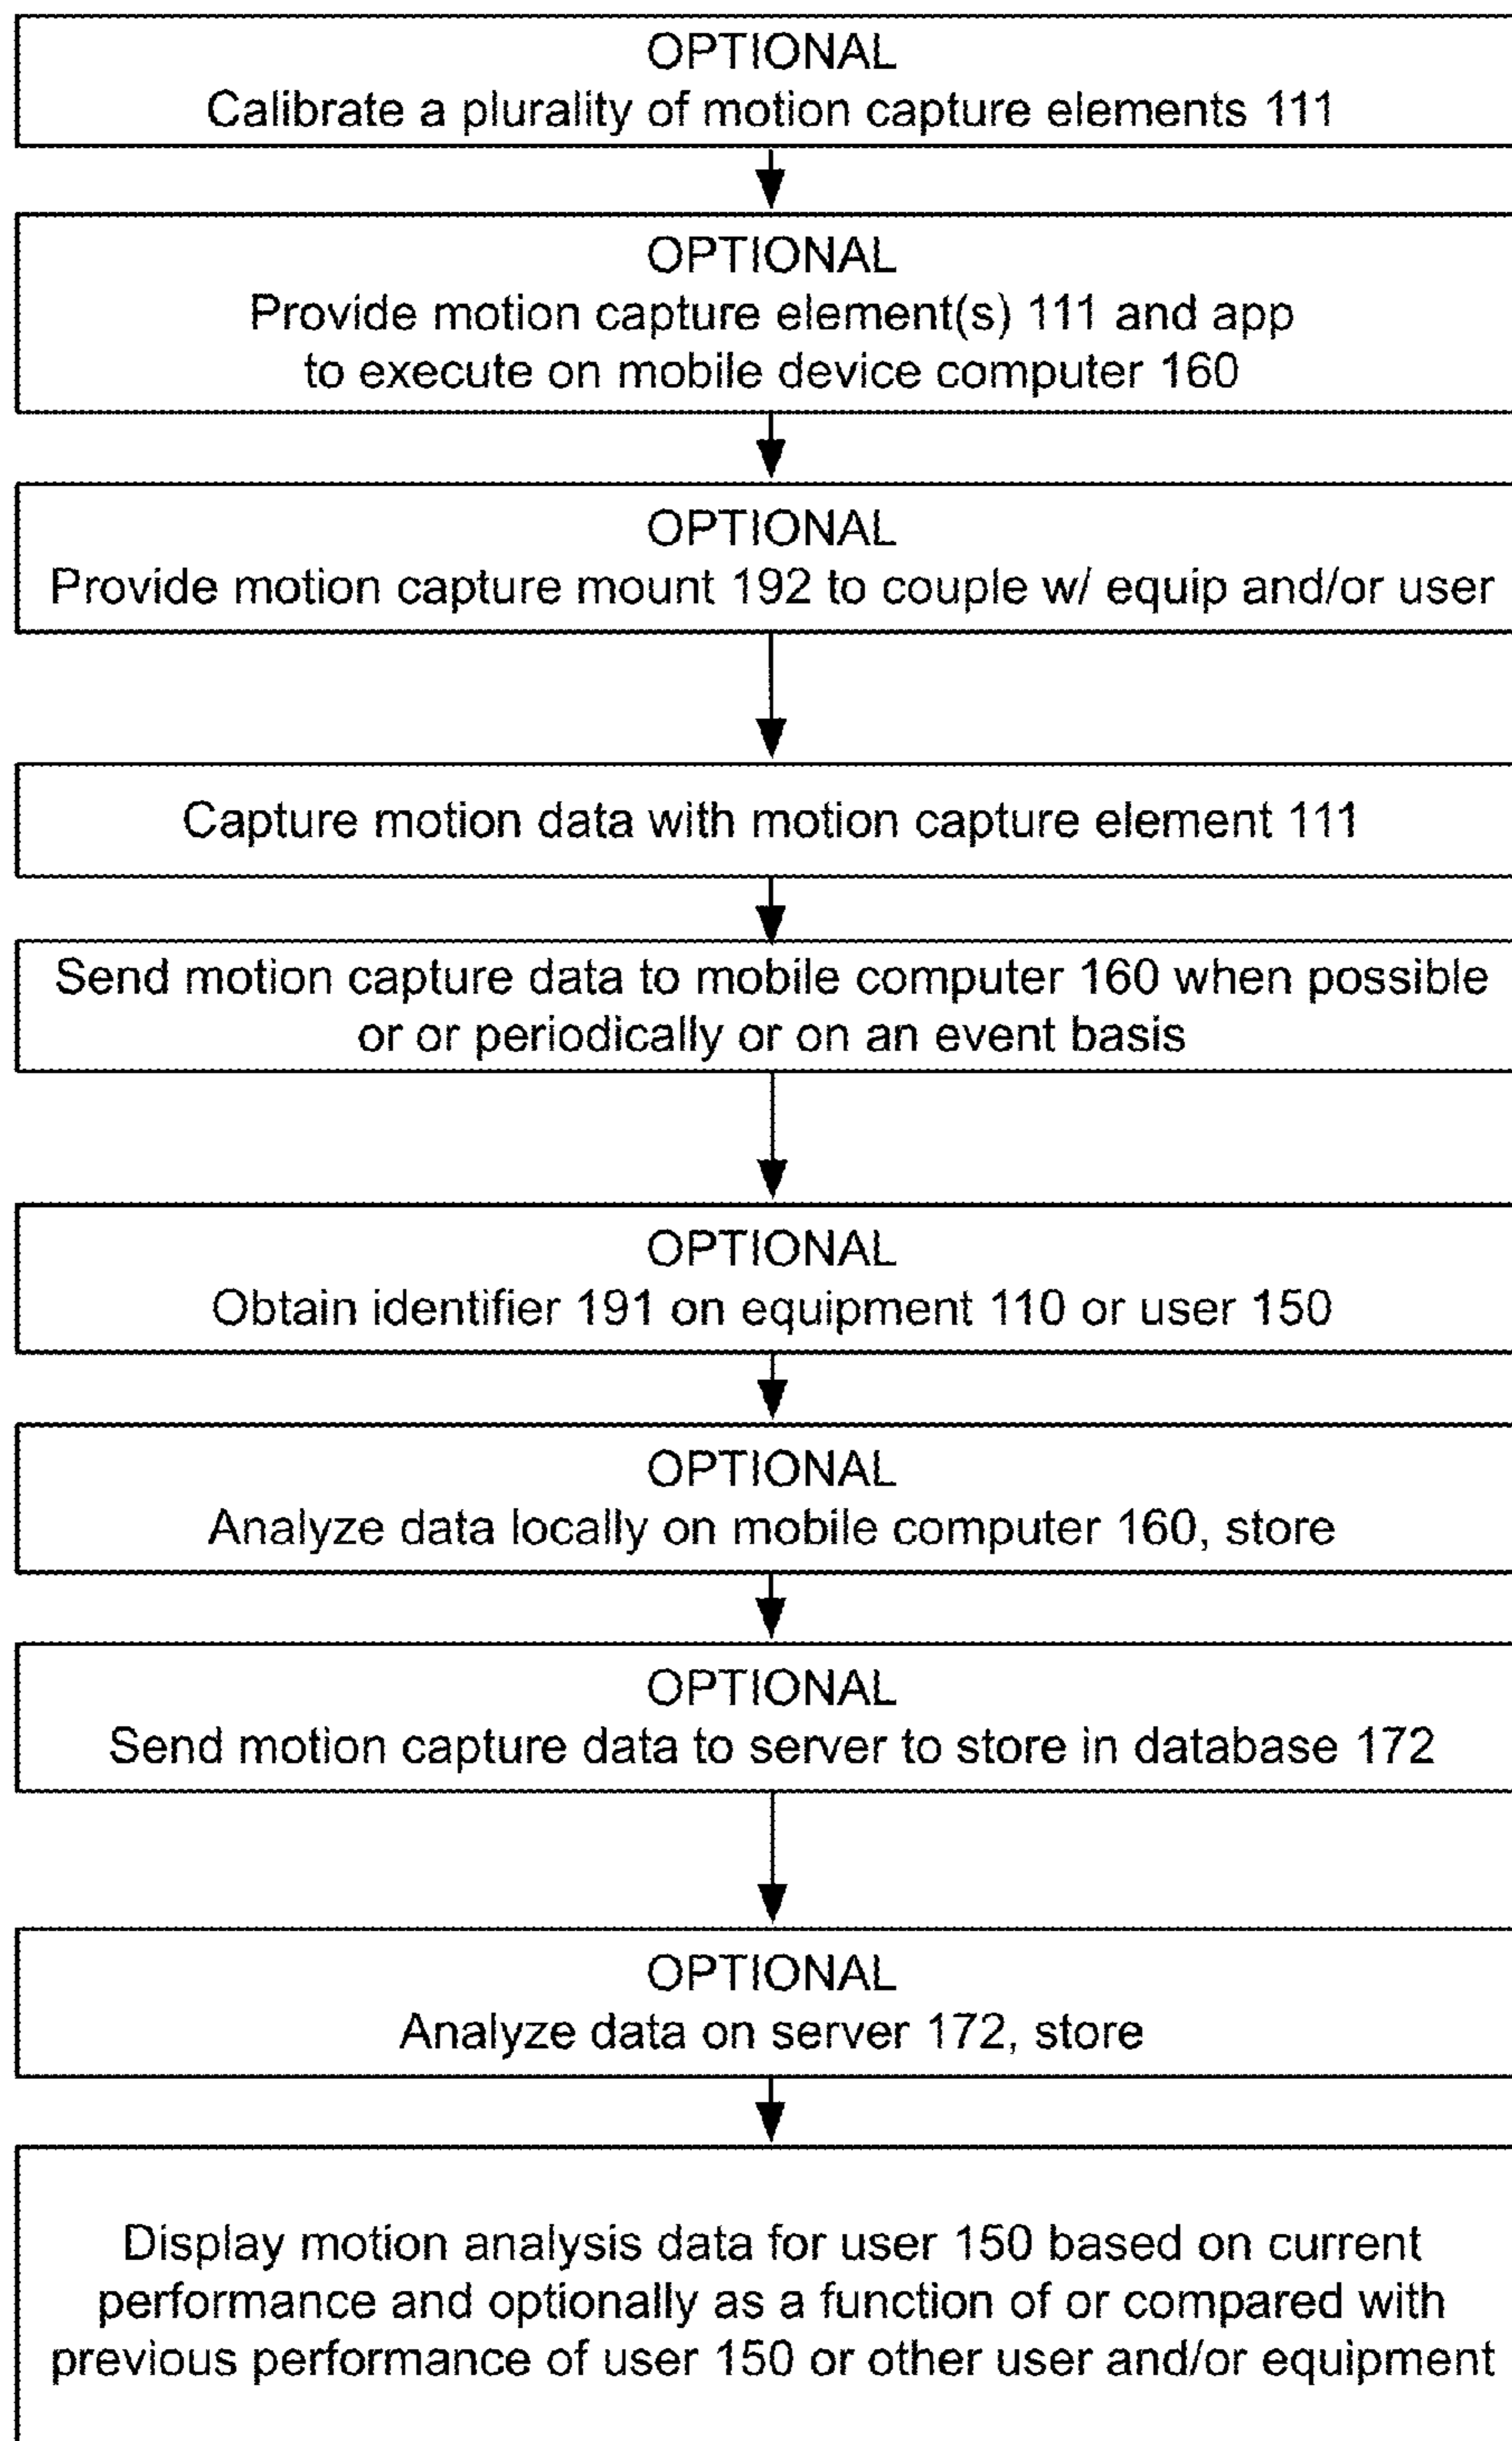 OPTIONAL
Calibrate a plurality of motion capture elements 111
OPTIONAL
Provide motion capture element(s) 111 and app
to execute on mobile device computer 160
OPTIONAL
Provide motion capture mount 192 to couple w/ equip and/or user
Capture motion data with motion capture element 111
Send motion capture data to mobile computer 160 when possible
or or periodically or on an event basis
OPTIONAL
Obtain identifier 191 on equipment 110 or user 150
OPTIONAL
Analyze data locally on mobile computer 160, store
OPTIONAL
Send motion capture data to server to store in database 172
OPTIONAL
Analyze data on server 172, store
Display motion analysis data for user 150 based on current
performance and optionally as a function of or compared with
previous performance of user 150 or other user and/or equipment